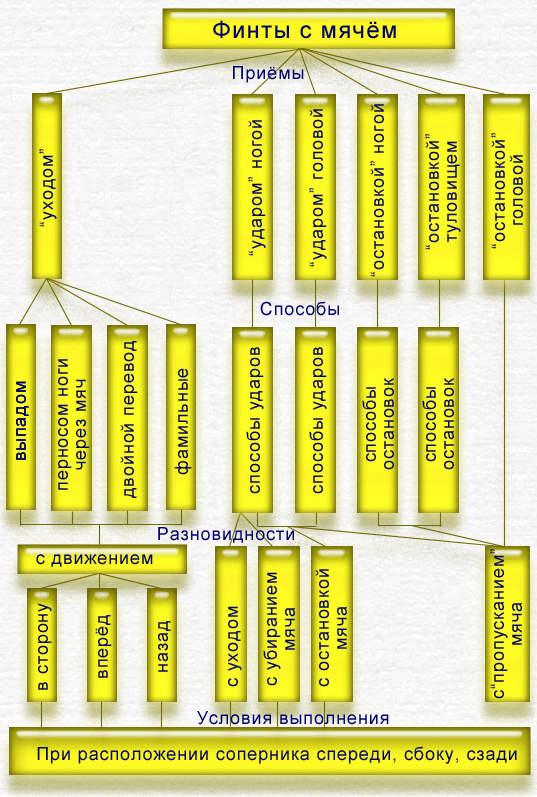 Финты с мячём
Приёмы
“уходом”
“ударом” ногой
“ударом” головой
“остановкой” ногой
“остановкой”
туловищем
“остановкой”
головой
Способы
выпадом
перносом ноги
через мяч
двойной перевод
фамильные
способы ударов
способы ударов
способы
остановок
способы
остановок
Разновидности
с движением
в сторону
вперёд
назад
с уходом
с убиранием
мяча
с остановкой
мяча
с“пропусканием”
мяча
Условия выполнения
При расположении соперника спереди, сбоку, сзади